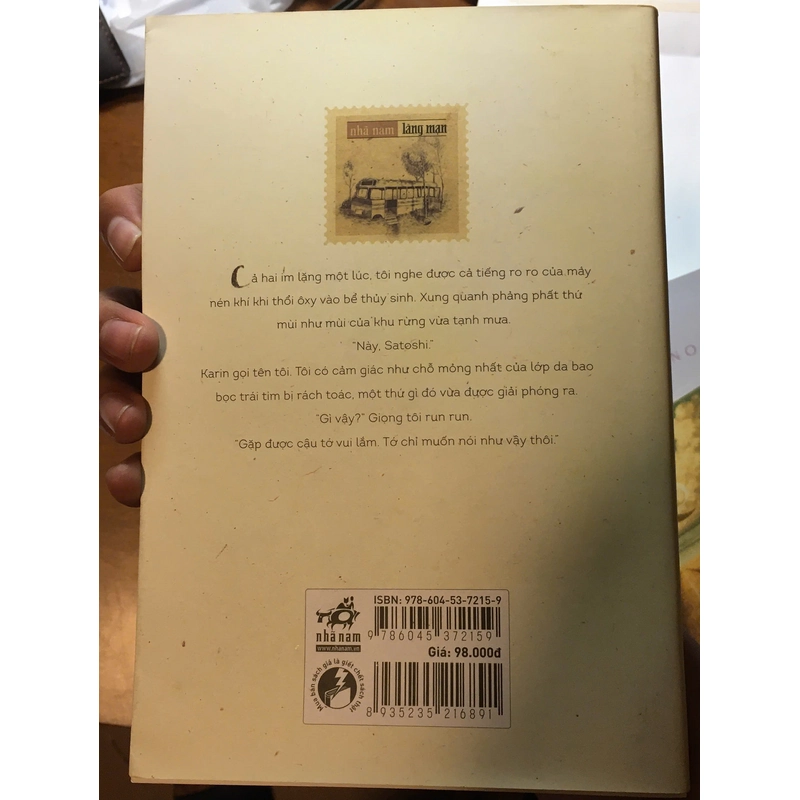 nhã nam lãng mạn
Cả hai im lặng một lúc, tôi nghe được cả tiếng ro ro của máy
nén khí khi thổi ôxy vào bể thủy sinh. Xung quanh phảng phất thứ
mùi như mùi của khu rừng vừa tạnh mưa.
"Này, Satoshi."
Karin gọi tên tôi. Tôi có cảm giác như chỗ mỏng nhất của lớp da bao
bọc trái tim bị rách toác, một thứ gì đó vừa được giải phóng ra.
"Gì vậy?" Giọng tôi run run.
"Gặp được cậu tớ vui lắm. Tớ chỉ muốn nói như vậy thôi."
ISBN: 978-604-53-7215-9
9 786045 372159
nhã nam
www.nhanam.vn
Giá: 98.000đ
Mua bán sách giả là giết chết sách thật
8 935235 216891